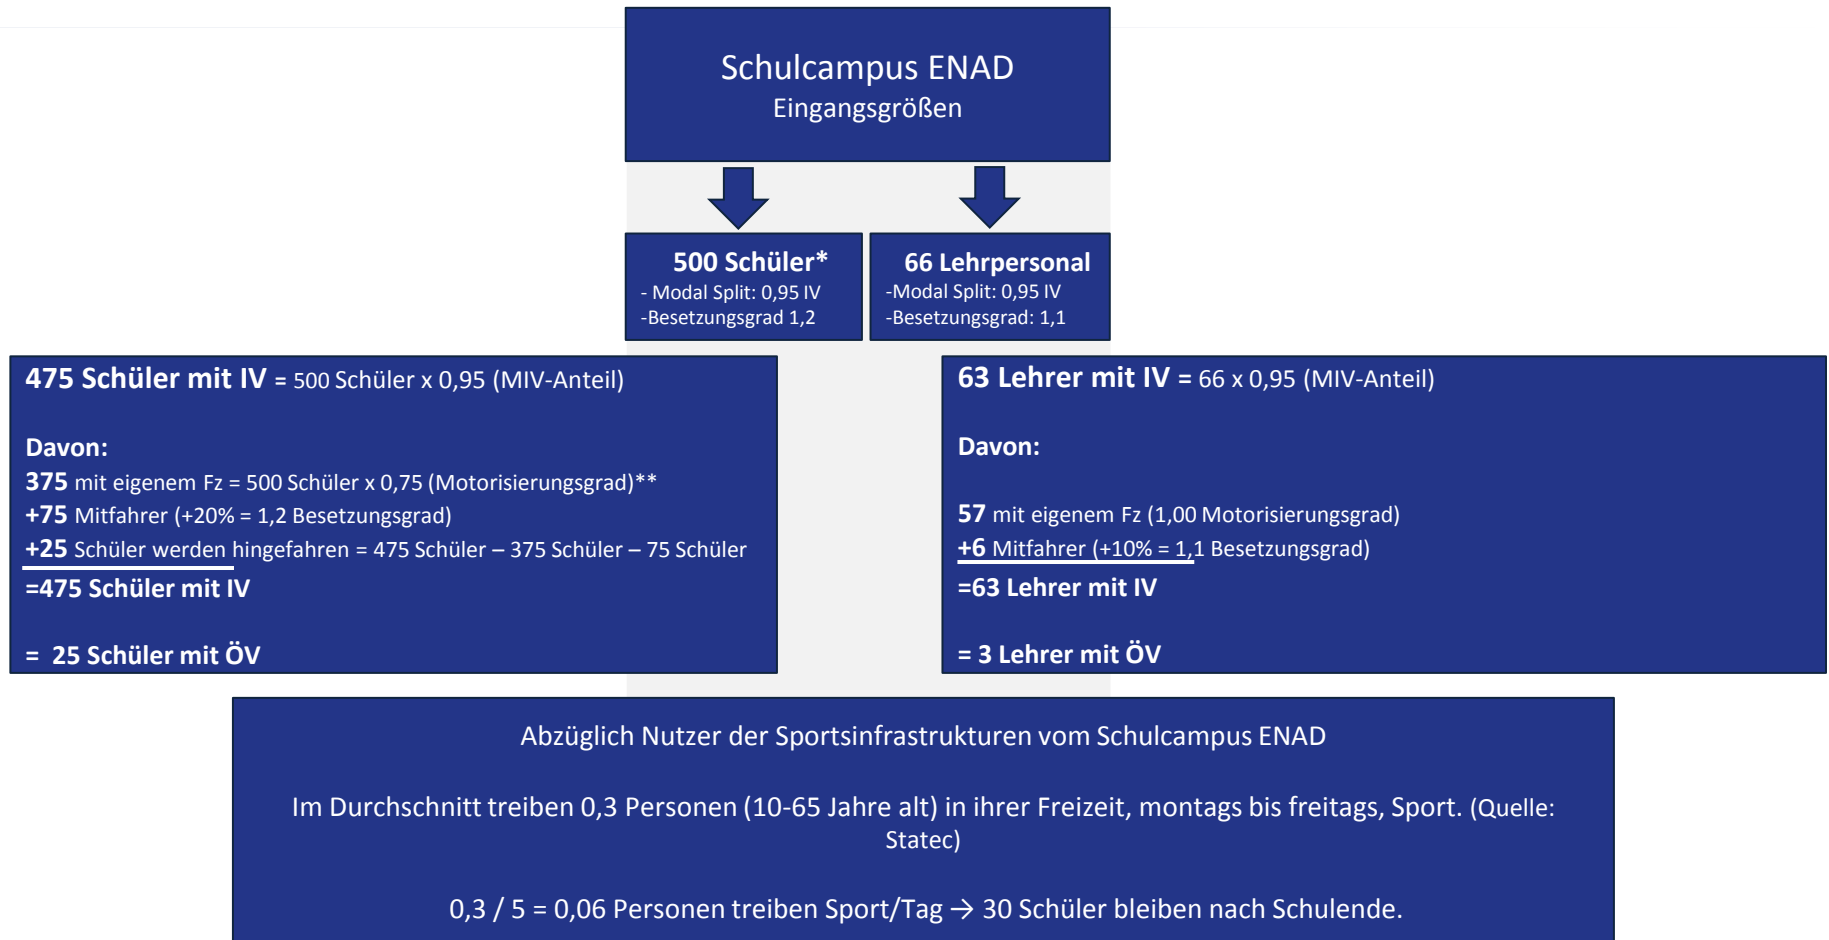 Schulcampus ENAD
Eingangsgrößen
500 Schüler*
- Modal Split: 0,95 IV
-Besetzungsgrad 1,2
66 Lehrpersonal
-Modal Split: 0,95 IV
-Besetzungsgrad: 1,1
475 Schüler mit IV = 500 Schüler x 0,95 (MIV-Anteil)
Davon:
375 mit eigenem Fz = 500 Schüler x 0,75 (Motorisierungsgrad)**
+75 Mitfahrer (+20% = 1,2 Besetzungsgrad)
+25 Schüler werden hingefahren = 475 Schüler – 375 Schüler – 75 Schüler
=475 Schüler mit IV
= 25 Schüler mit ÖV
63 Lehrer mit IV = 66 x 0,95 (MIV-Anteil)
Davon:
57 mit eigenem Fz (1,00 Motorisierungsgrad)
+6 Mitfahrer (+10% = 1,1 Besetzungsgrad)
=63 Lehrer mit IV
= 3 Lehrer mit ÖV
Abzüglich Nutzer der Sportsinfrastrukturen vom Schulcampus ENAD
Im Durchschnitt treiben 0,3 Personen (10-65 Jahre alt) in ihrer Freizeit, montags bis freitags, Sport. (Quelle:
Statec)
0,3 / 5 = 0,06 Personen treiben Sport/Tag → 30 Schüler bleiben nach Schulende.